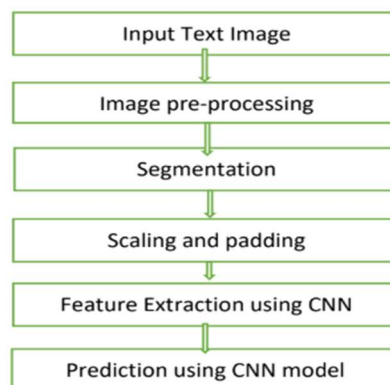 Input Text Image
Image pre-processing
Segmentation
Scaling and padding
Feature Extraction using CNN
Prediction using CNN model